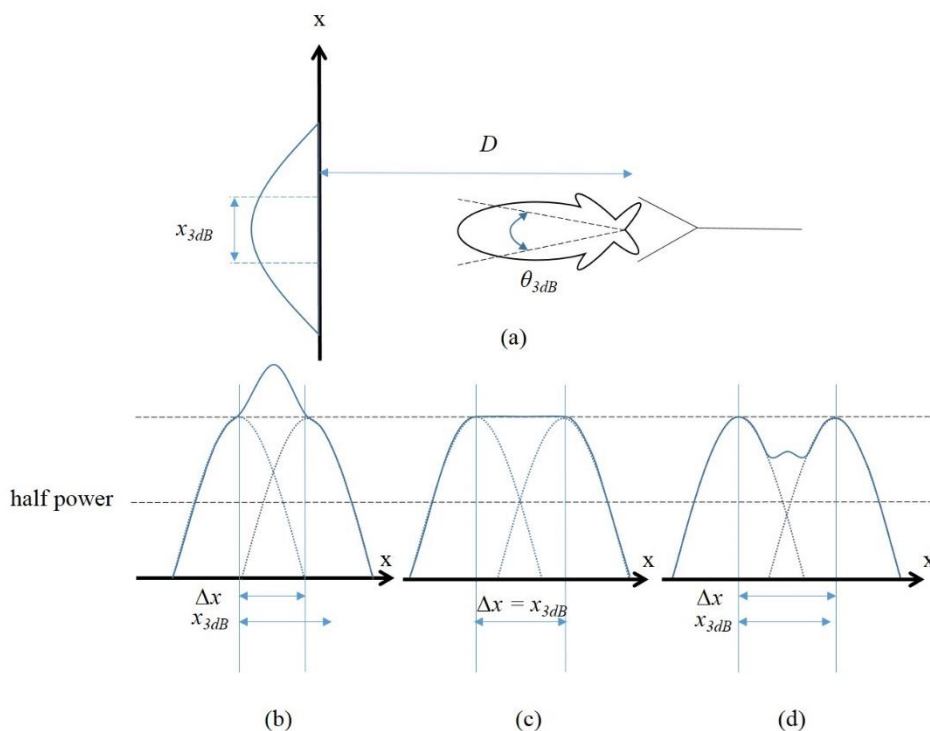 x
D
x3dB
θ3dB
(a)
half power
x
x
x
Δx
Δx = x3dB
Δx
x3dB
x3dB
(b)
(c)
(d)